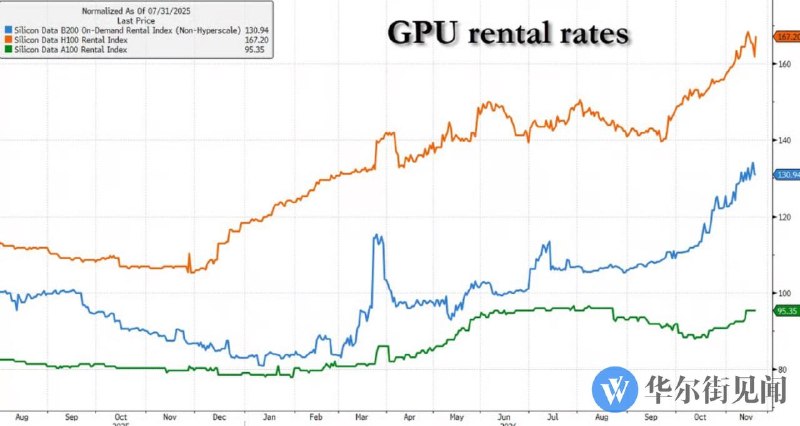 Normalized As Of 07/31/2025
Last Price
Silicon Data B200 On-Demand Rental Index (Non-Hyperscale) 130.94
Silicon Data H100 Rental Index 167.20
Silicon Data A100 Rental Index 95.35
GPU rental rates
167.20
160
140
130.94
120
100
95.35
80
华尔街见闻
Aug Sep Oct Nov Dec Jan Feb Mar Apr May Jun Jul Aug Sep Oct Nov